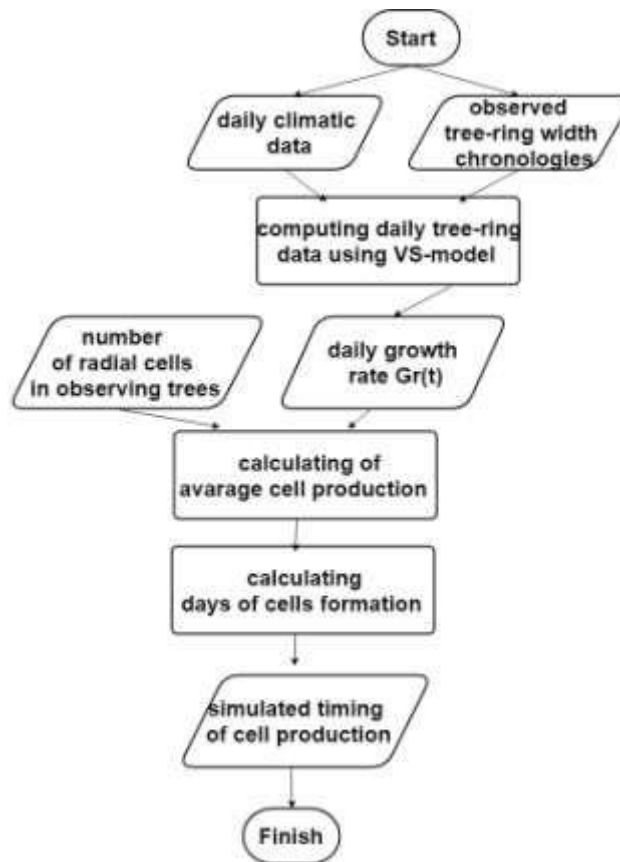 Start
daily climatic
data
observed
tree-ring width
chronologies
computing daily tree-ring
data using VS-model
number
of radial cells
in observing trees
daily growth
rate Gr(t)
calculating of
avarage cell production
calculating
days of cells formation
simulated timing
of cell production
Finish